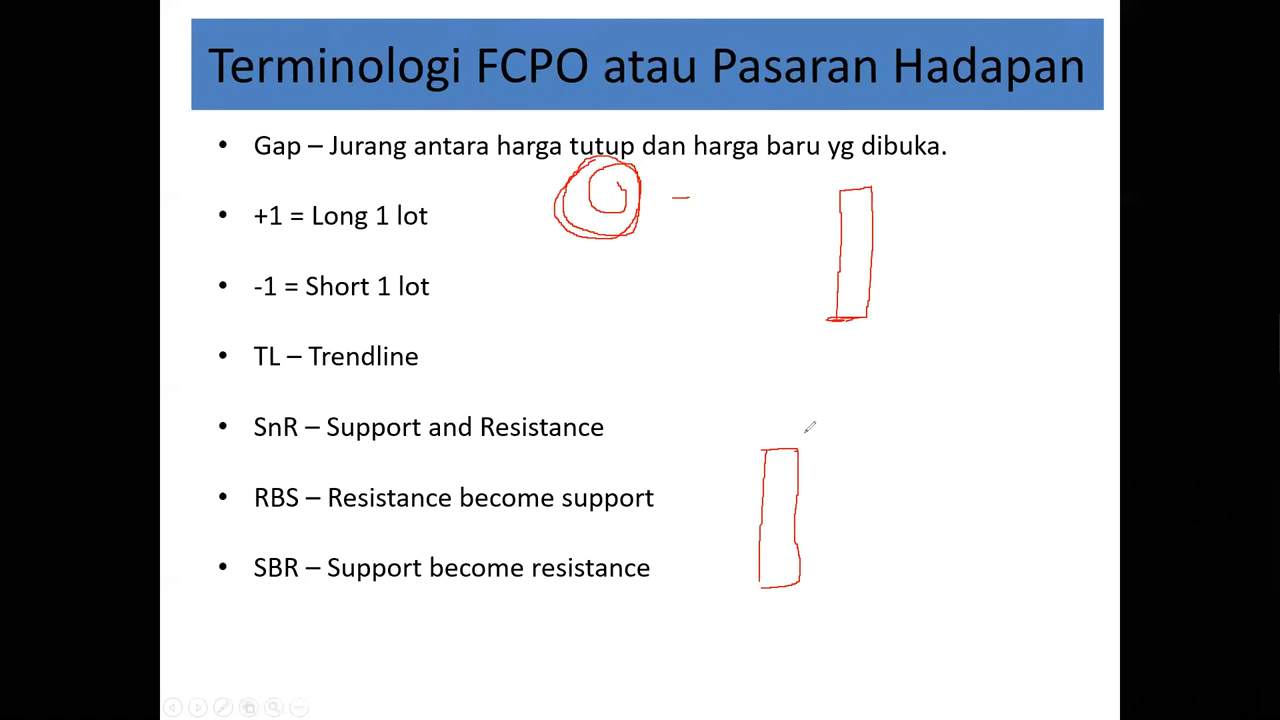 Terminologi FCPO atau Pasaran Hadapan
• Gap – Jurang antara harga tutup dan harga baru yg dibuka.
• +1 = Long 1 lot
• -1 = Short 1 lot
• TL – Trendline
• SnR – Support and Resistance
• RBS – Resistance become support
• SBR – Support become resistance